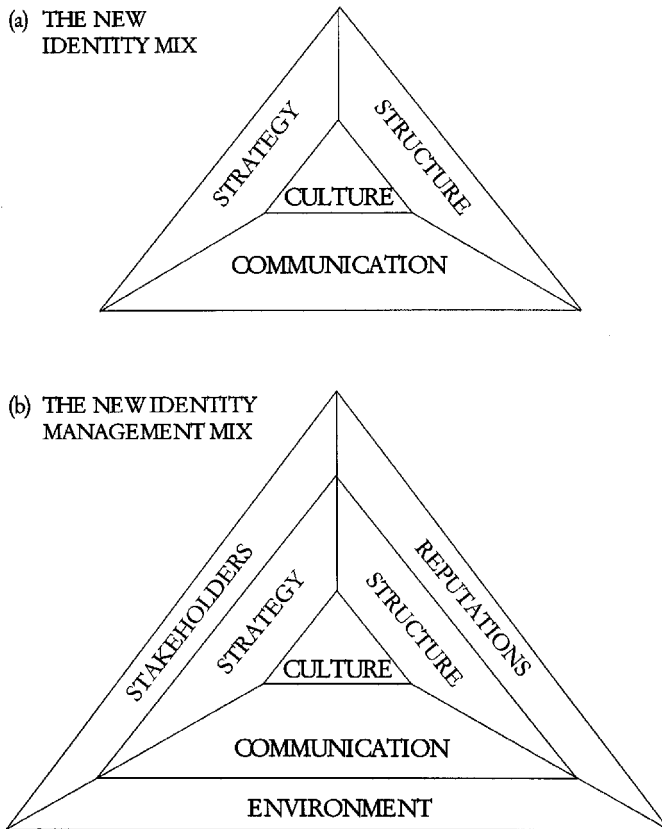 (a) THE NEW
IDENTITY MIX
STRATEGY
STRUCTURE
CULTURE
COMMUNICATION
(b) THE NEW IDENTITY
MANAGEMENT MIX
STAKEHOLDERS
REPUTATIONS
STRATEGY
STRUCTURE
CULTURE
COMMUNICATION
ENVIRONMENT